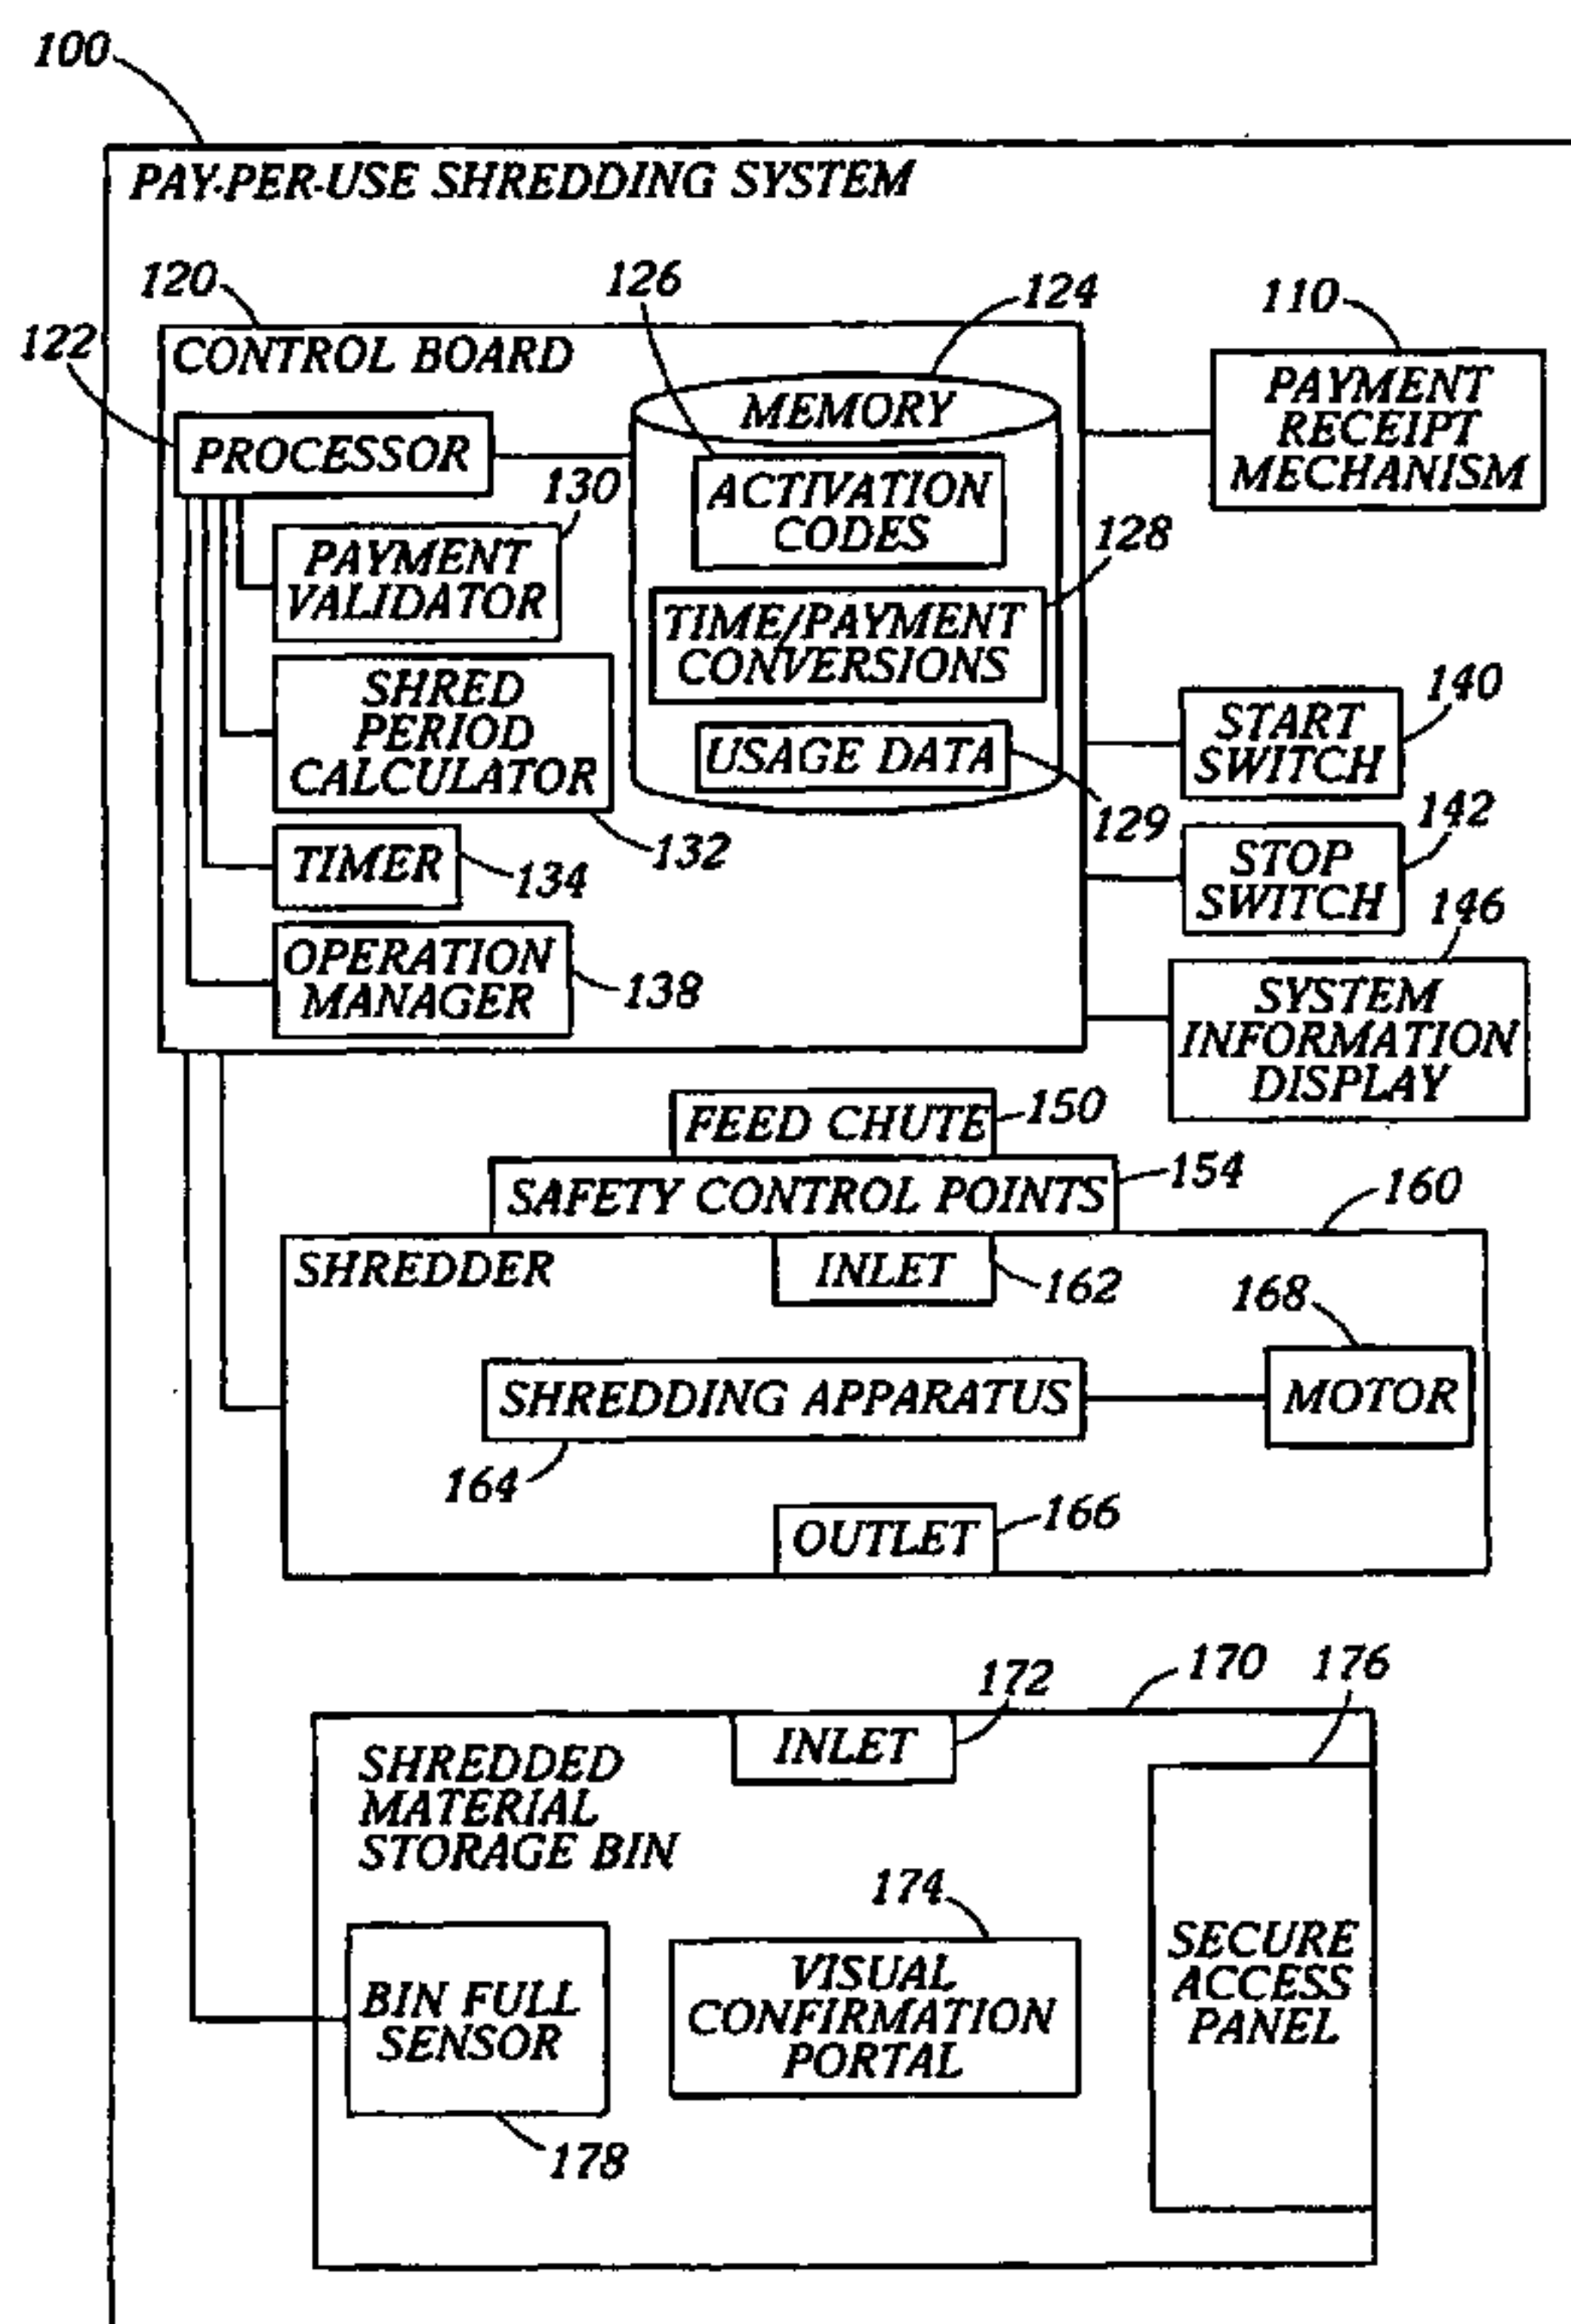 100
PAY-PER-USE SHREDDING SYSTEM
120
126
124
110
122
CONTROL BOARD
PROCESSOR
MEMORY
PAYMENT
RECEIPT
MECHANISM
130
ACTIVATION
CODES
128
PAYMENT
VALIDATOR
TIME/PAYMENT
CONVERSIONS
SHRED
PERIOD
CALCULATOR
132
USAGE DATA
129
START
SWITCH
140
STOP
SWITCH
142
TIMER
134
146
OPERATION
MANAGER
138
SYSTEM
INFORMATION
DISPLAY
FEED CHUTE
150
SAFETY CONTROL POINTS
154
160
SHREDDER
INLET
162
168
SHREDDING APPARATUS
MOTOR
164
OUTLET
166
172
170
176
INLET
SHREDDED
MATERIAL
STORAGE BIN
174
BIN FULL
SENSOR
VISUAL
CONFIRMATION
PORTAL
SECURE
ACCESS
PANEL
178